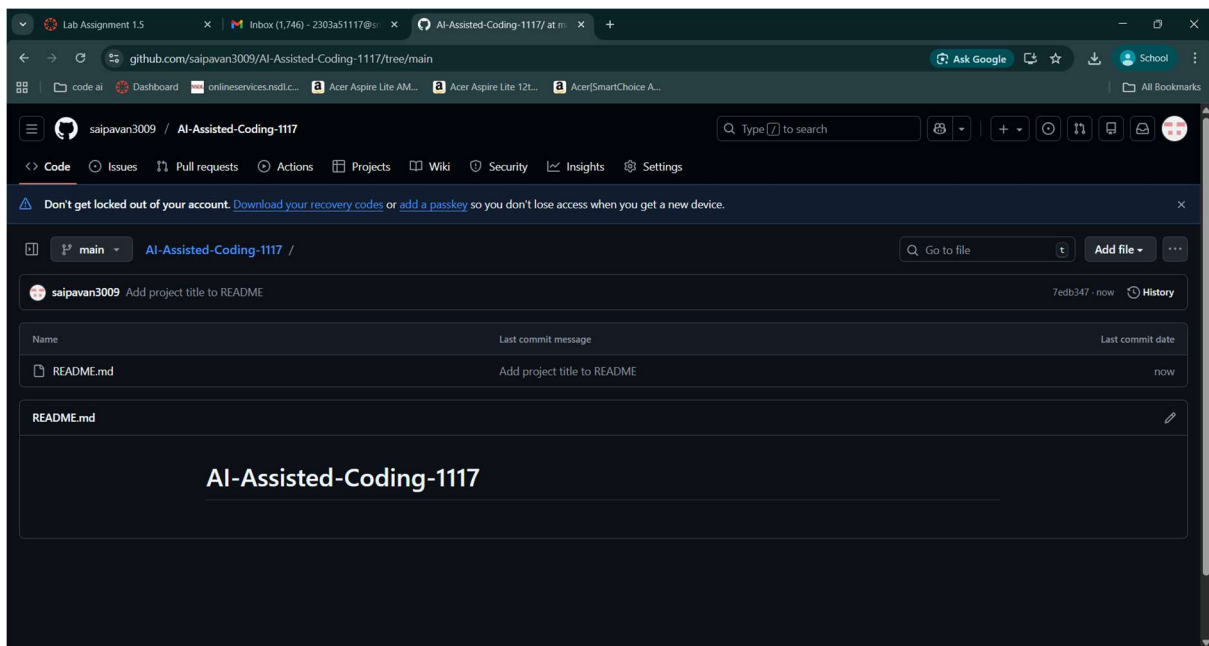 Lab Assignment 1.5
Inbox (1,746) - 2303a51117@sr
AI-Assisted-Coding-1117/ at m
github.com/saipavan3009/AI-Assisted-Coding-1117/tree/main
Ask Google
School
code ai
Dashboard
onlineservices.nsdl.c...
Acer Aspire Lite AM...
Acer Aspire Lite 12t...
Acer{SmartChoice A...
All Bookmarks
saipavan3009 / AI-Assisted-Coding-1117
Type / to search
Code Issues Pull requests Actions Projects Wiki Security Insights Settings
Don't get locked out of your account. Download your recovery codes or add a passkey so you don't lose access when you get a new device.
main AI-Assisted-Coding-1117 /
Go to file t
Add file
saipavan3009 Add project title to README
7edb347 · now History
Name Last commit message Last commit date
README.md Add project title to README now
README.md
AI-Assisted-Coding-1117